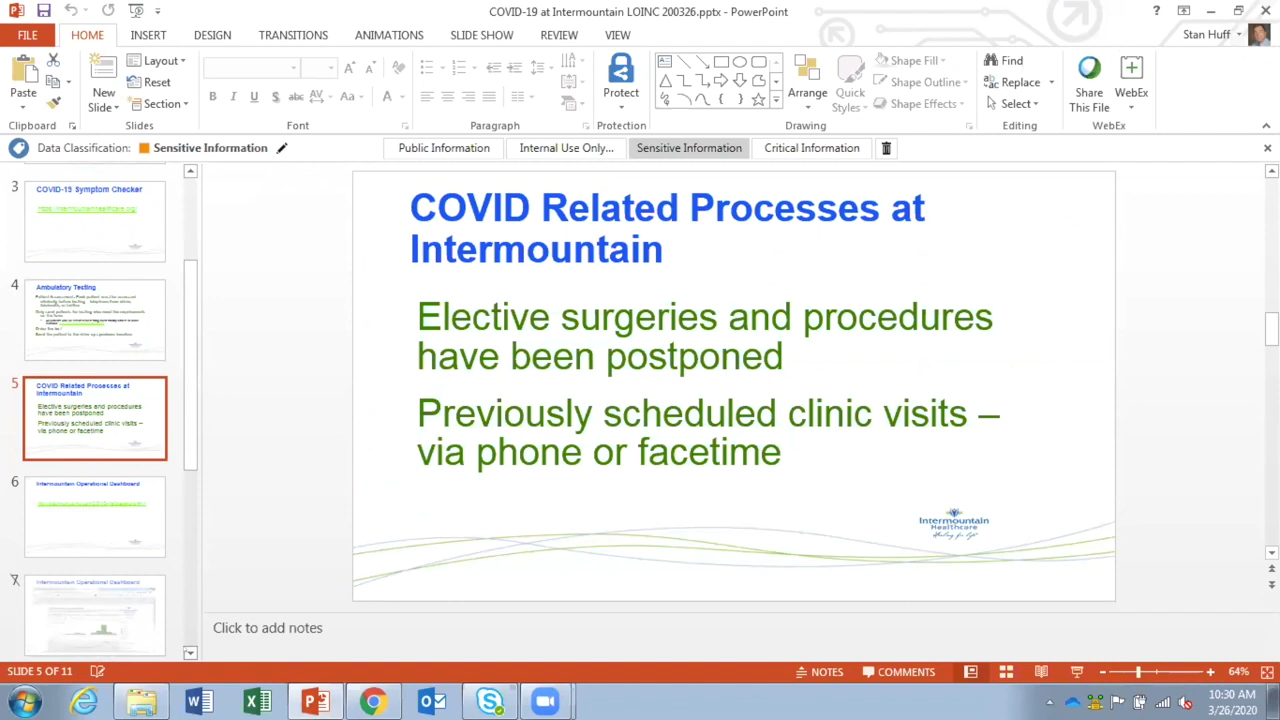 COVID-19 at Intermountain LOINC 200326.pptx - PowerPoint
FILE HOME INSERT DESIGN TRANSITIONS ANIMATIONS SLIDE SHOW REVIEW VIEW Stan Huff
Paste
New
Slide
Layout
Reset
Section
Protect
Arrange
Quick
Styles
Shape Fill
Shape Outline
Shape Effects
Find
Replace
Select
Share
This File
WebEx
Clipboard Slides Font Paragraph Protection Drawing Editing WebEx
Data Classification: Sensitive Information
Public Information Internal Use Only... Sensitive Information Critical Information
3
COVID-19 Symptom Checker
4
Ambulatory Testing
5
COVID Related Processes at
Intermountain
Elective surgeries and procedures
have been postponed
Previously scheduled clinic visits –
via phone or facetime
6
Intermountain Operational Dashboard
7
Intermountain Operational Dashboard
COVID Related Processes at
Intermountain
Elective surgeries and procedures
have been postponed
Previously scheduled clinic visits –
via phone or facetime
Intermountain
Healthcare
Healing for life
Click to add notes
SLIDE 5 OF 11 NOTES COMMENTS 64%
10:30 AM
3/26/2020